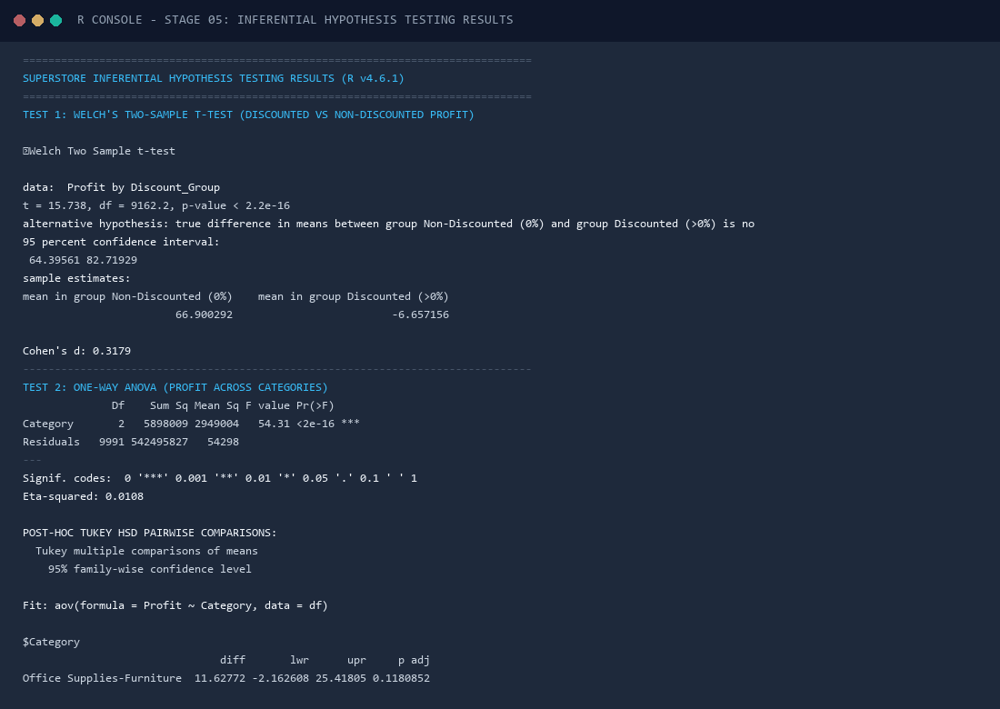 R CONSOLE - STAGE 05: INFERENTIAL HYPOTHESIS TESTING RESULTS
================================================================================
SUPERSTORE INFERENTIAL HYPOTHESIS TESTING RESULTS (R v4.6.1)
================================================================================
TEST 1: WELCH'S TWO-SAMPLE T-TEST (DISCOUNTED VS NON-DISCOUNTED PROFIT)
Welch Two Sample t-test
data:  Profit by Discount_Group
t = 15.738, df = 9162.2, p-value < 2.2e-16
alternative hypothesis: true difference in means between group Non-Discounted (0%) and group Discounted (>0%) is no
95 percent confidence interval:
 64.39561 82.71929
sample estimates:
mean in group Non-Discounted (0%)    mean in group Discounted (>0%)
                        66.900292                         -6.657156
Cohen's d: 0.3179
--------------------------------------------------------------------------------
TEST 2: ONE-WAY ANOVA (PROFIT ACROSS CATEGORIES)
              Df    Sum Sq Mean Sq F value Pr(>F)
Category       2   5898009 2949004   54.31 <2e-16 ***
Residuals   9991 542495827   54298
---
Signif. codes:  0 '***' 0.001 '**' 0.01 '*' 0.05 '.' 0.1 ' ' 1
Eta-squared: 0.0108
POST-HOC TUKEY HSD PAIRWISE COMPARISONS:
  Tukey multiple comparisons of means
    95% family-wise confidence level
Fit: aov(formula = Profit ~ Category, data = df)
$Category
                               diff       lwr      upr     p adj
Office Supplies-Furniture  11.62772 -2.162608 25.41805 0.1180852